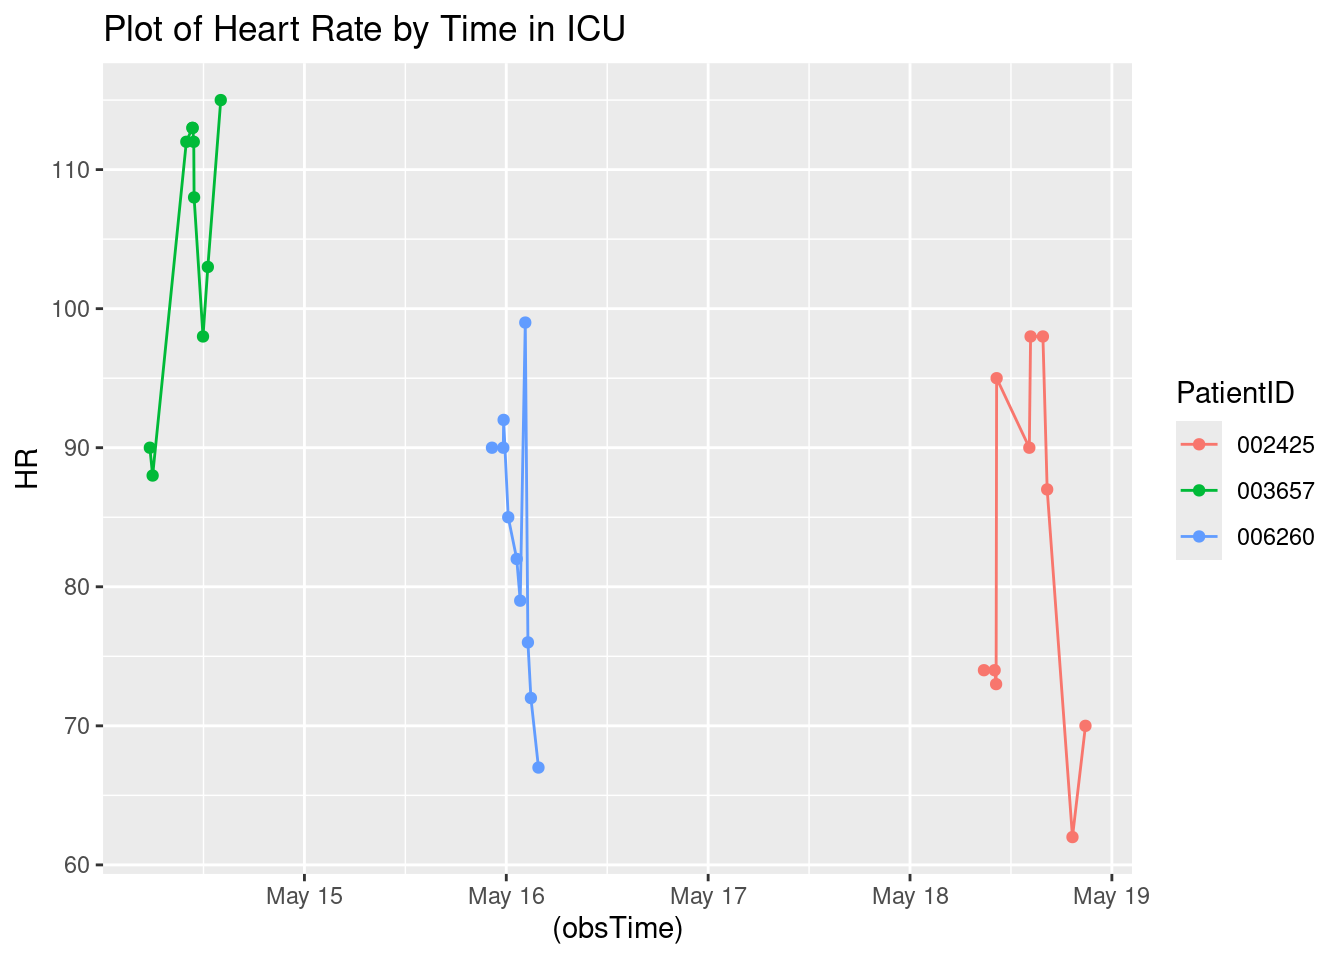 Plot of Heart Rate by Time in ICU
110
100
90
80
70
60
HR
May 15
May 16
May 17
May 18
May 19
(obsTime)
PatientID
002425
003657
006260